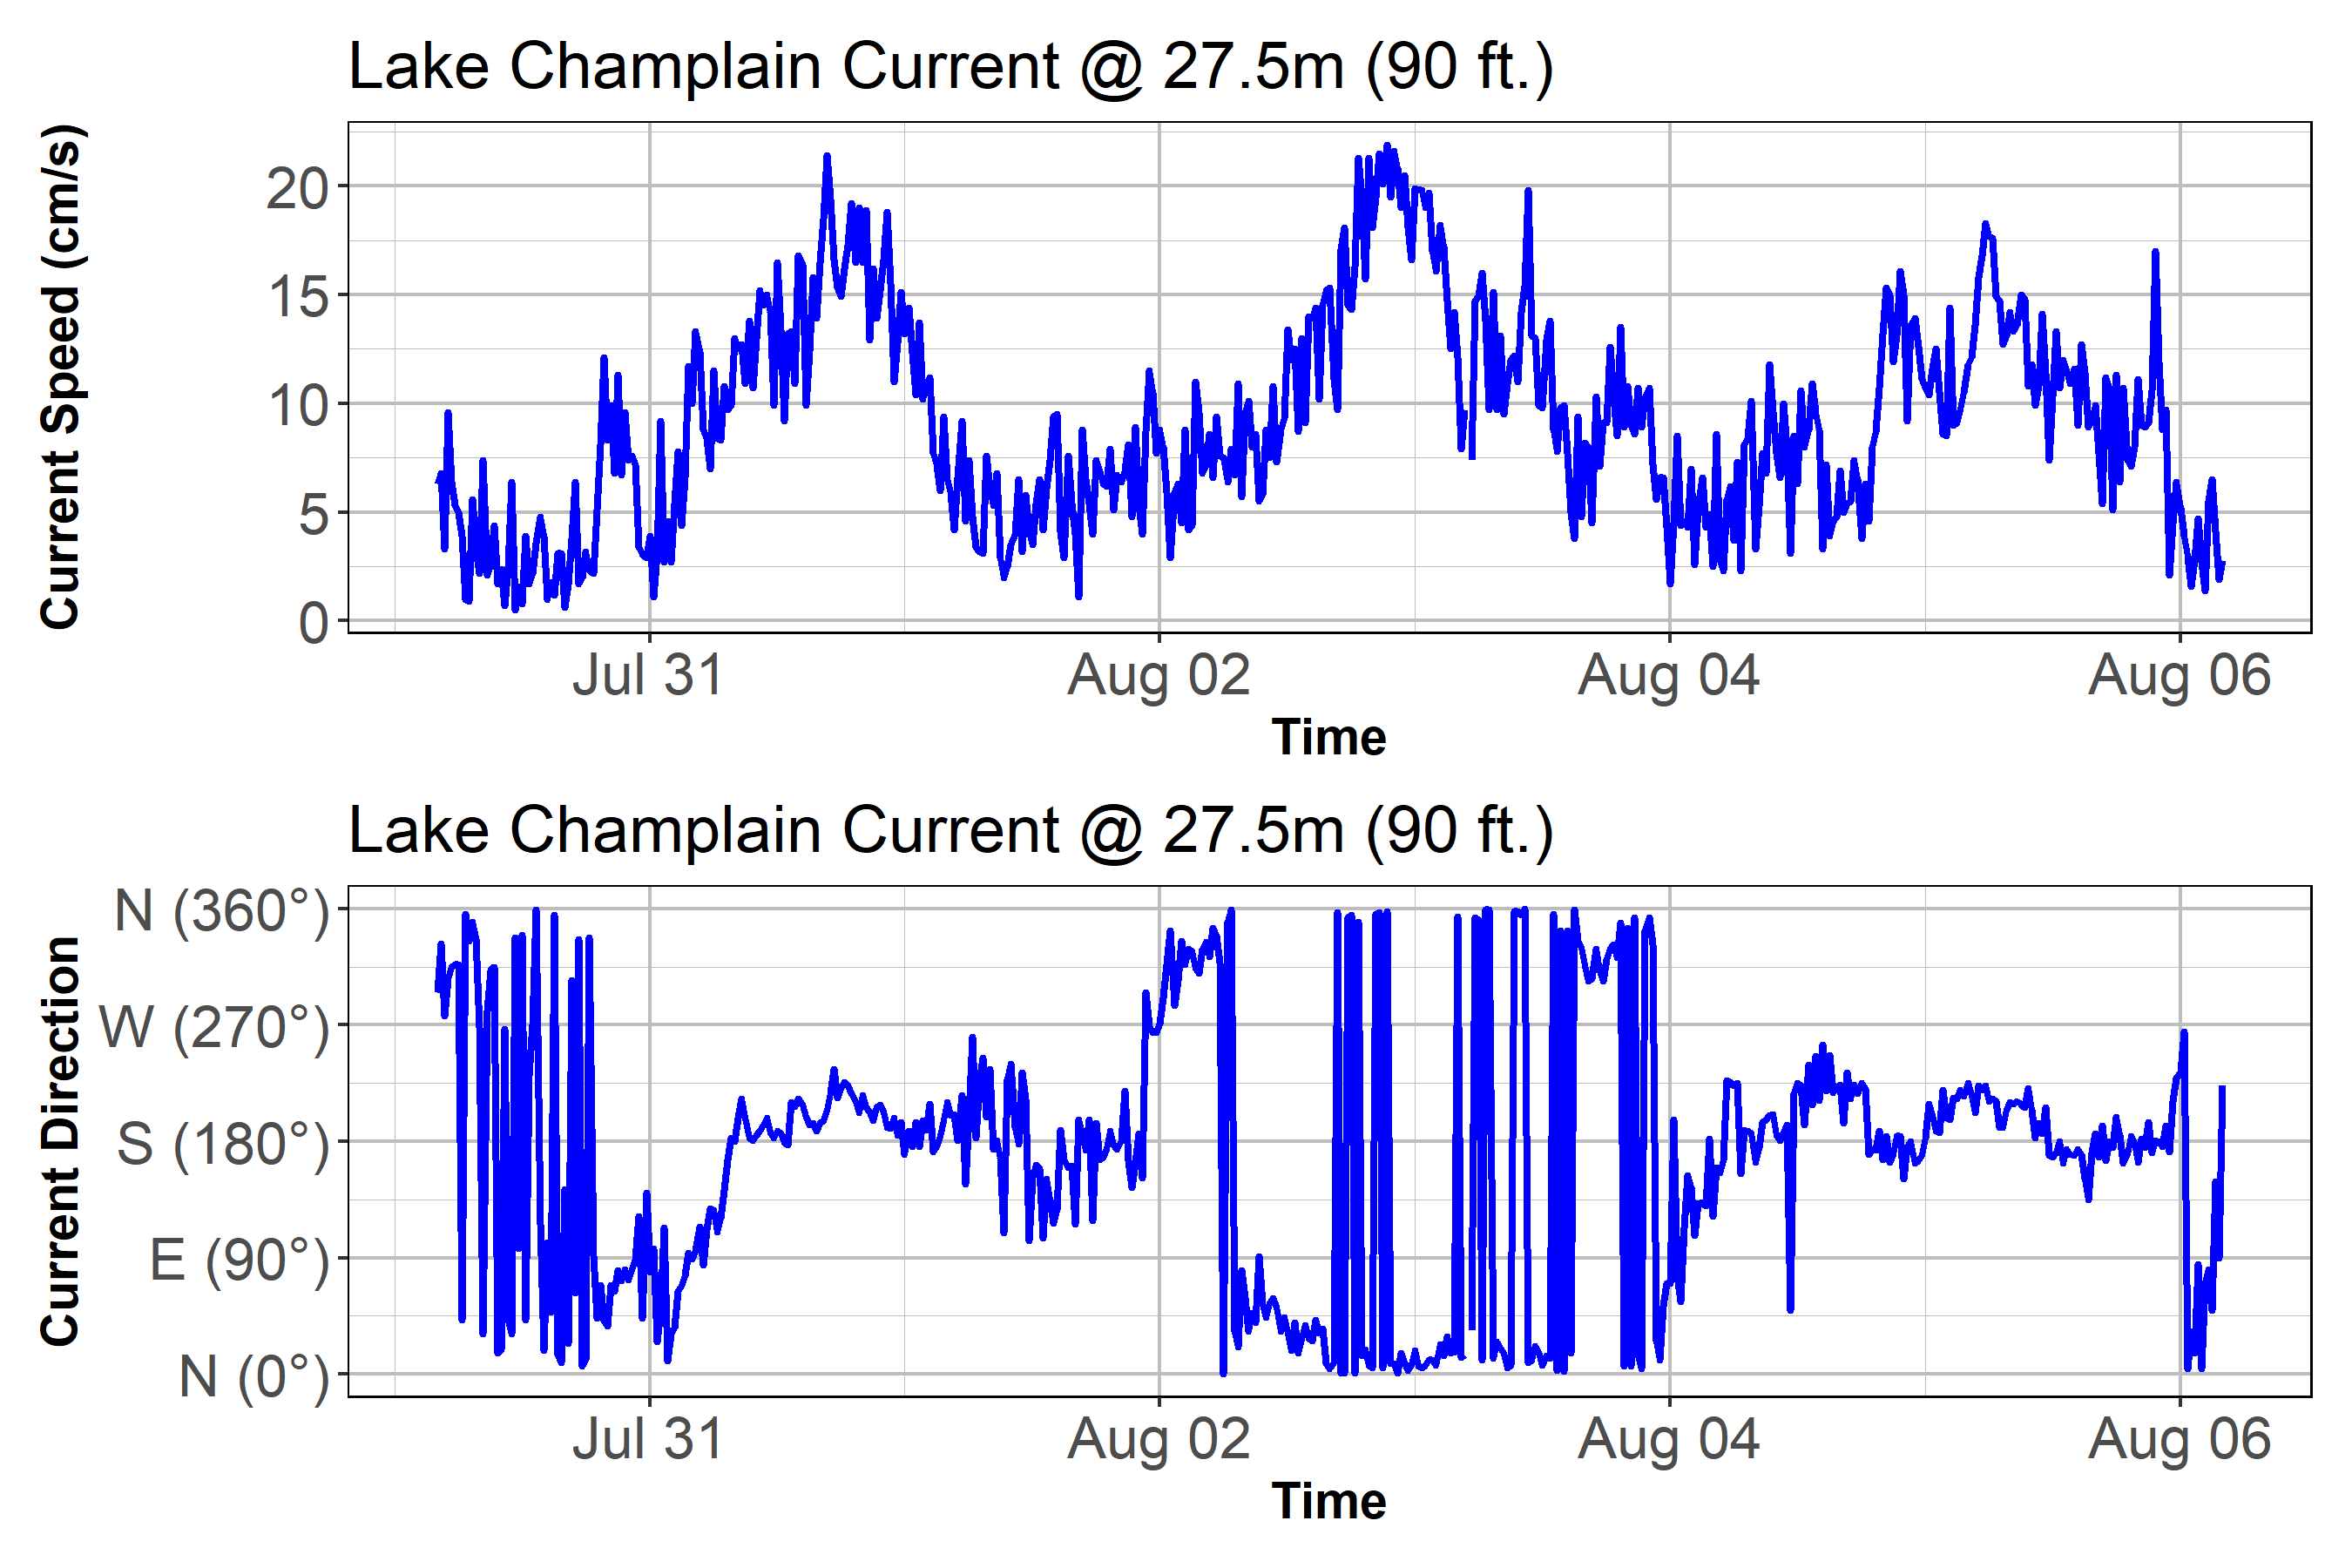 Lake Champlain Current @ 27.5m (90 ft.)
Current Speed (cm/s)
20
15
10
5
0
Jul 31 Aug 02 Aug 04 Aug 06
Time
Lake Champlain Current @ 27.5m (90 ft.)
Current Direction
N (360°)
W (270°)
S (180°)
E (90°)
N (0°)
Jul 31 Aug 02 Aug 04 Aug 06
Time